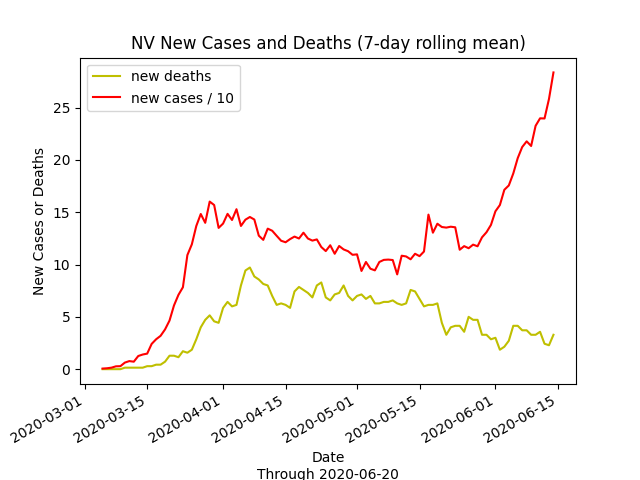 NV New Cases and Deaths (7-day rolling mean)
new deaths
new cases / 10
New Cases or Deaths
25
20
15
10
5
0
2020-03-01
2020-03-15
2020-04-01
2020-04-15
2020-05-01
2020-05-15
2020-06-01
2020-06-15
Date
Through 2020-06-20